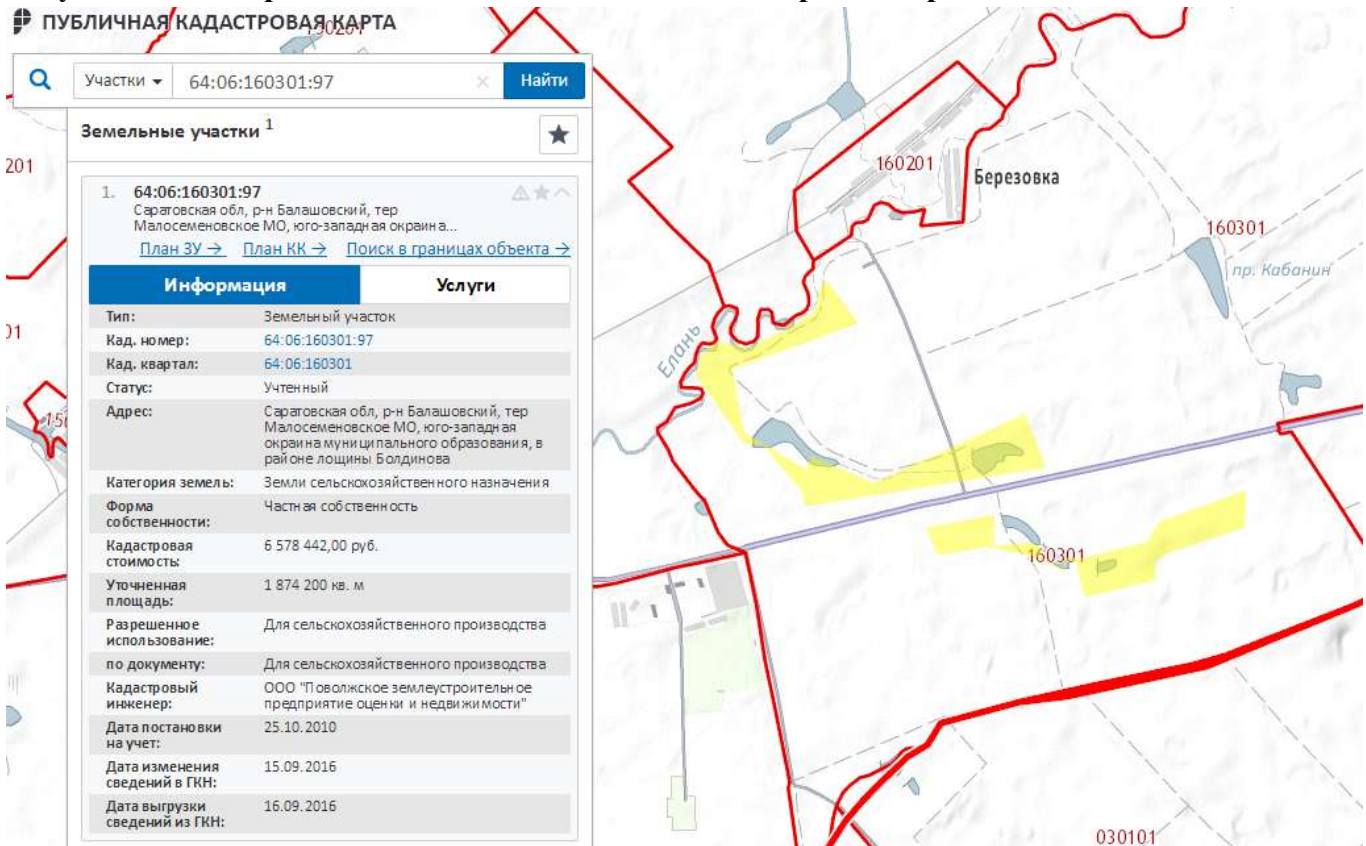 ПУБЛИЧНАЯ КАДАСТРОВАЯ КАРТА
Участки
64:06:160301:97
Найти
Земельные участки 1
1. 64:06:160301:97
Саратовская обл, р-н Балашовский, тер
Малосеменовское МО, юго-западная окраина...
План ЗУ →
План КК →
Поиск в границах объекта →
Информация
Услуги
Тип: Земельный участок
Кад. номер: 64:06:160301:97
Кад. квартал: 64:06:160301
Статус: Учтенный
Адрес: Саратовская обл, р-н Балашовский, тер
Малосеменовское МО, юго-западная
окраина муниципального образования, в
районе лощины Болдинова
Категория земель: Земли сельскохозяйственного назначения
Форма собственности: Частная собственность
Кадастровая стоимость: 6 578 442,00 руб.
Уточненная площадь: 1 874 200 кв. м
Разрешенное использование: Для сельскохозяйственного производства
по документу: Для сельскохозяйственного производства
Кадастровый инженер: ООО "Поволжское землеустроительное
предприятие оценки и недвижимости"
Дата постановки на учет: 25.10.2010
Дата изменения сведений в ГКН: 15.09.2016
Дата выгрузки сведений из ГКН: 16.09.2016
201
160201
Березовка
160301
пр. Кабанин
Елань
160301
030101